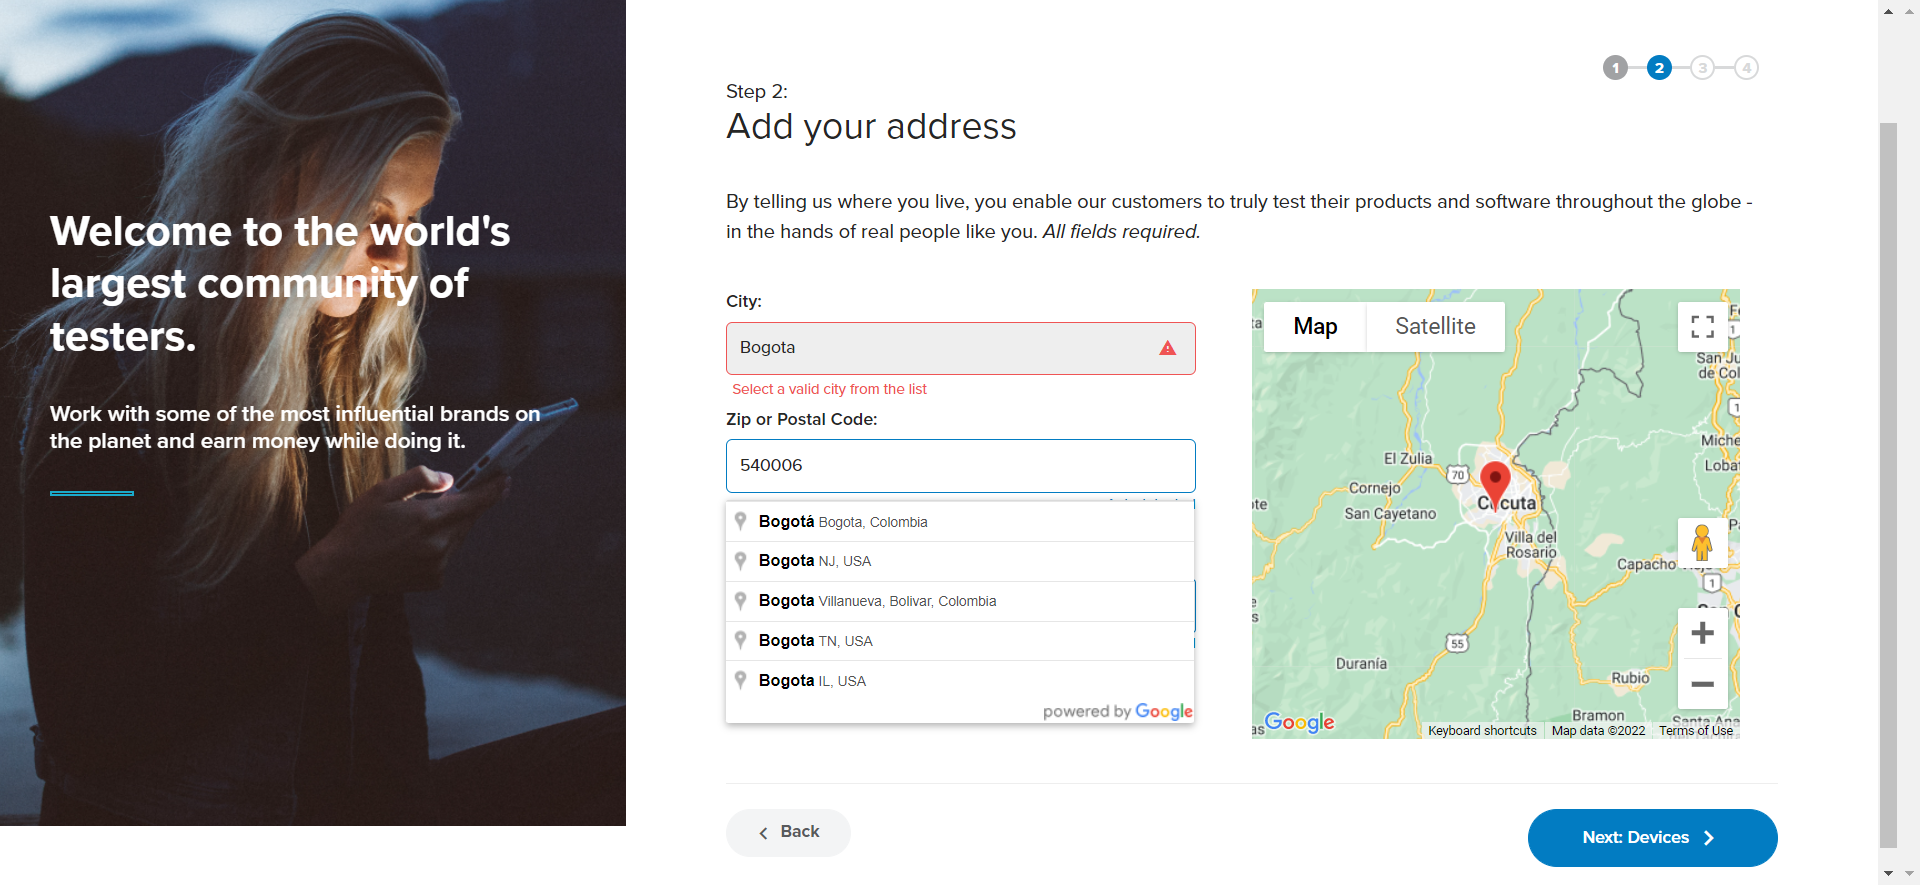 Welcome to the world's
largest community of
testers.
Work with some of the most influential brands on
the planet and earn money while doing it.
1 2 3 4
Step 2:
Add your address
By telling us where you live, you enable our customers to truly test their products and software throughout the globe -
in the hands of real people like you. All fields required.
City:
Bogota
Select a valid city from the list
Zip or Postal Code:
540006
Bogotá Bogota, Colombia
Bogota NJ, USA
Bogota Villanueva, Bolivar, Colombia
Bogota TN, USA
Bogota IL, USA
powered by Google
Map Satellite
San Ju
de Col
1
Miche
El Zulia
Loba
70
Cornejo
San Cayetano
Cúcuta
Villa del
Rosario
Capacho
1
55
Duranía
Rubio
Bramon
Santa Ana
Google
Keyboard shortcuts Map data ©2022 Terms of Use
Back
Next: Devices